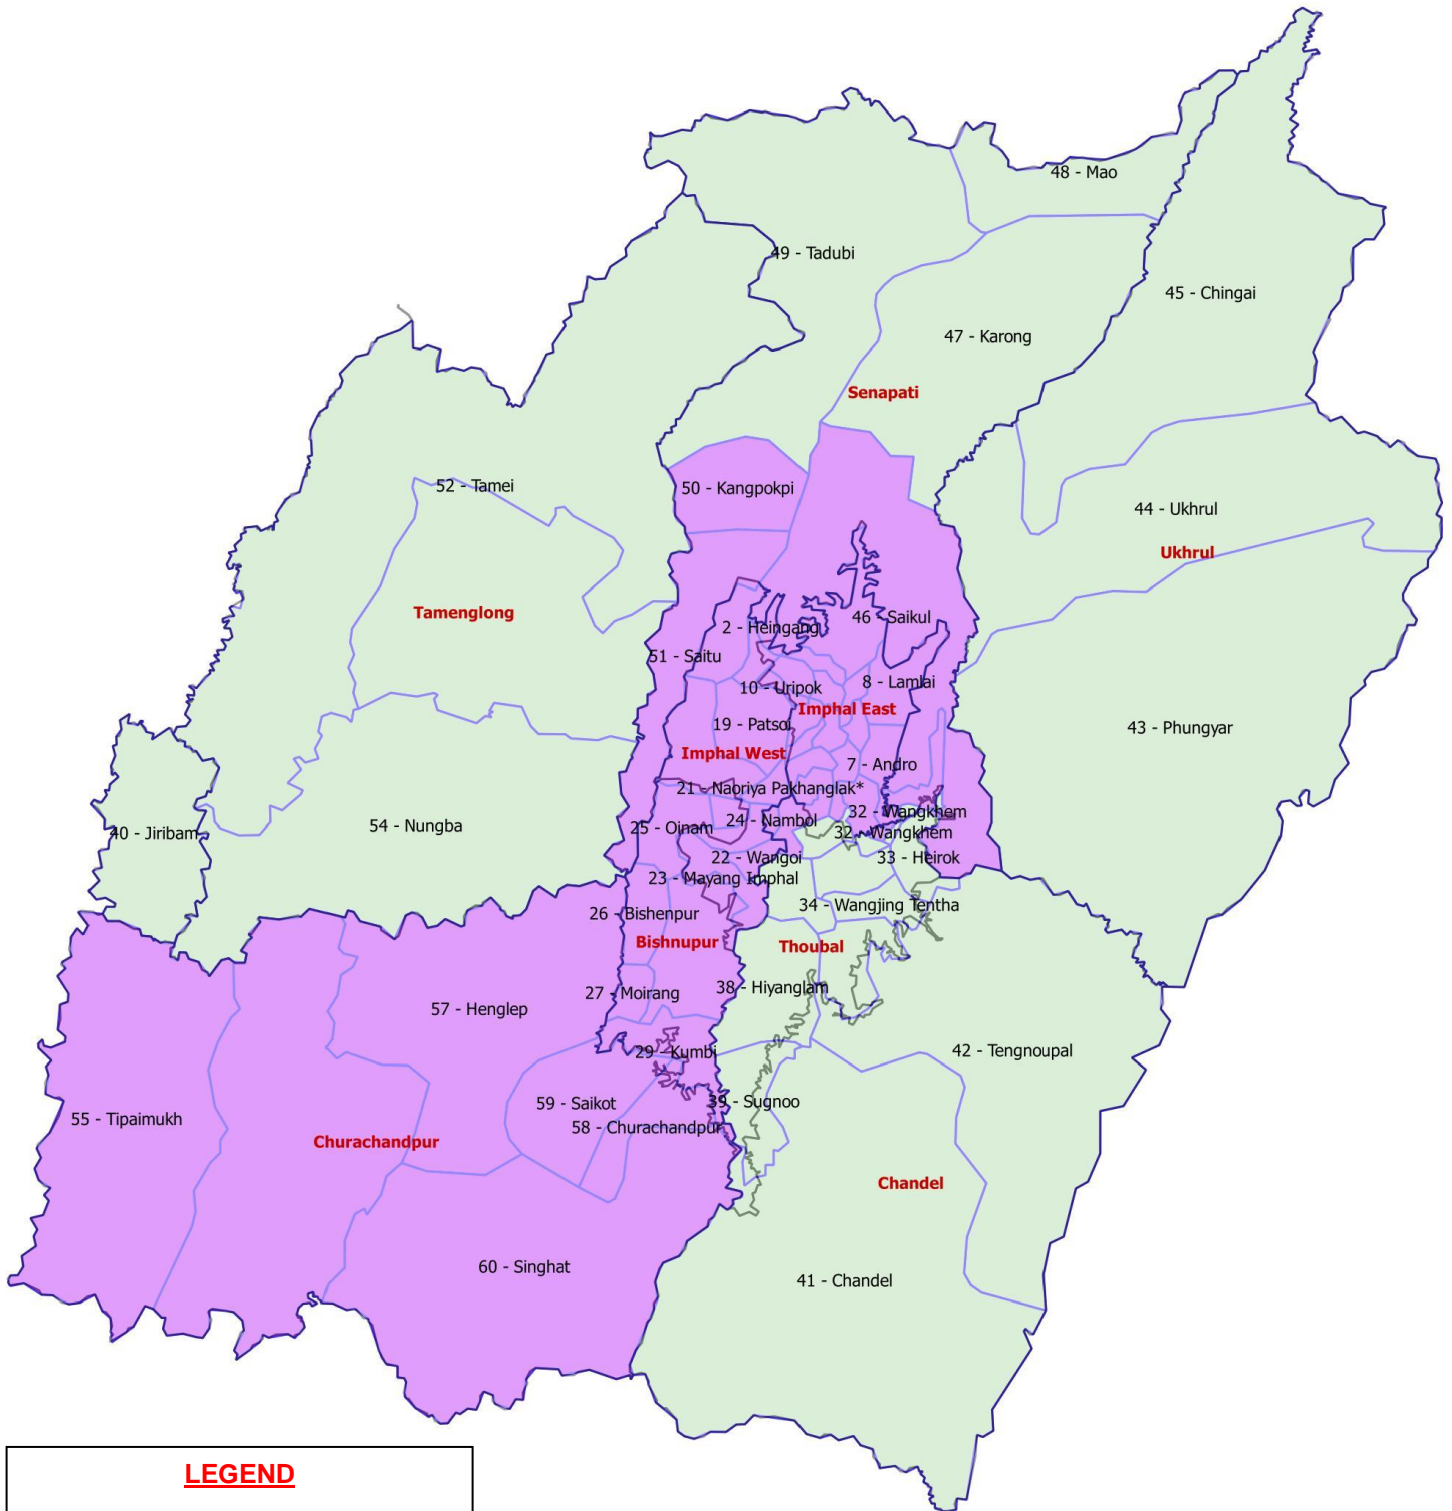 48 - Mao
49 - Tadubi
45 - Chingai
47 - Karong
Senapati
52 - Tamei
50 - Kangpokpi
44 - Ukhrul
Ukhrul
Tamenglong
46 - Saikul
2 - Heingang
51 - Saitu
8 - Lamlai
10 - Uripok
Imphal East
19 - Patsoi
43 - Phungyar
Imphal West
7 - Andro
21 - Naoriya Pakhanglak*
32 - Wangkhem
24 - Nambol
54 - Nungba
25 - Oinam
40 - Jiribam
32 - Wangkhem
22 - Wangoi
33 - Heirok
23 - Mayang Imphal
34 - Wangjing Tentha
26 - Bishenpur
Bishnupur
Thoubal
38 - Hiyanglam
27 - Moirang
57 - Henglep
29 - Kumbi
42 - Tengnoupal
59 - Saikot
39 - Sugnoo
55 - Tipaimukh
58 - Churachandpur
Churachandpur
Chandel
60 - Singhat
41 - Chandel
LEGEND